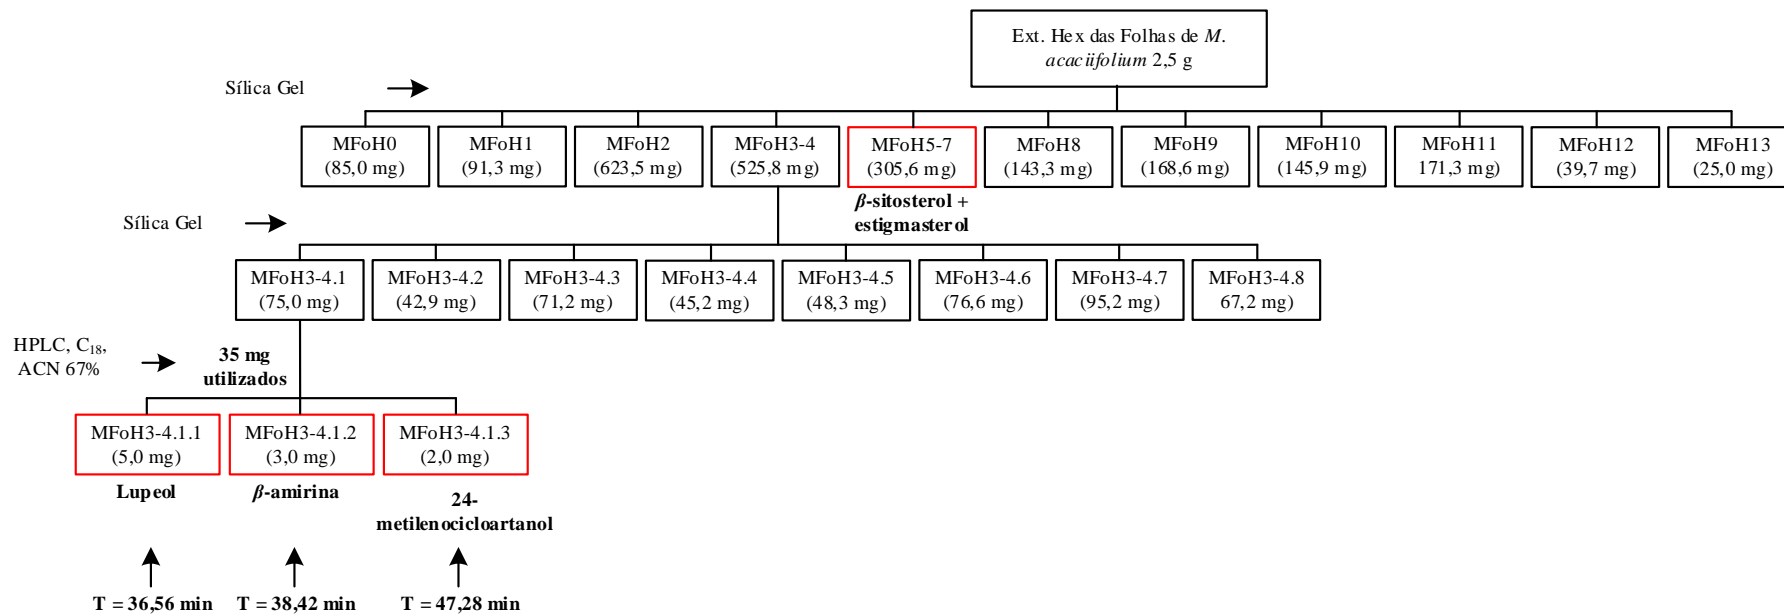 Ext. Hex das Folhas de M.
acaciifolium 2,5 g
Sílica Gel
MFoH0
(85,0 mg)
MFoH1
(91,3 mg)
MFoH2
(623,5 mg)
MFoH3-4
(525,8 mg)
MFoH5-7
(305,6 mg)
MFoH8
(143,3 mg)
MFoH9
(168,6 mg)
MFoH10
(145,9 mg)
MFoH11
171,3 mg)
MFoH12
(39,7 mg)
MFoH13
(25,0 mg)
β-sitosterol +
estigmasterol
Sílica Gel
MFoH3-4.1
(75,0 mg)
MFoH3-4.2
(42,9 mg)
MFoH3-4.3
(71,2 mg)
MFoH3-4.4
(45,2 mg)
MFoH3-4.5
(48,3 mg)
MFoH3-4.6
(76,6 mg)
MFoH3-4.7
(95,2 mg)
MFoH3-4.8
67,2 mg)
HPLC, C₁₈,
ACN 67%
35 mg
utilizados
MFoH3-4.1.1
(5,0 mg)
MFoH3-4.1.2
(3,0 mg)
MFoH3-4.1.3
(2,0 mg)
Lupeol
β-amirina
24-
metilenocicloartanol
T = 36,56 min
T = 38,42 min
T = 47,28 min